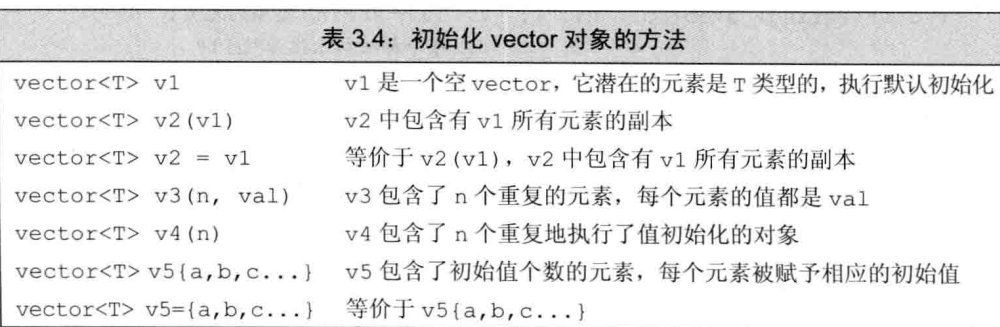 表 3.4：初始化 vector 对象的方法
vector<T> v1 v1 是一个空 vector，它潜在的元素是 T 类型的，执行默认初始化
vector<T> v2(v1) v2 中包含有 v1 所有元素的副本
vector<T> v2 = v1 等价于 v2(v1)，v2 中包含有 v1 所有元素的副本
vector<T> v3(n, val) v3 包含了 n 个重复的元素，每个元素的值都是 val
vector<T> v4(n) v4 包含了 n 个重复地执行了值初始化的对象
vector<T> v5{a,b,c...} v5 包含了初始值个数的元素，每个元素被赋予相应的初始值
vector<T> v5={a,b,c...} 等价于 v5{a,b,c...}